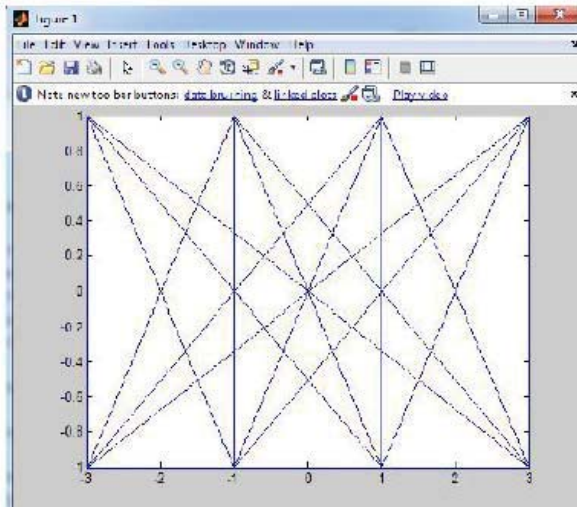 Figure 1
File Edit View Insert Tools Desktop Window Help
Note new toolbar buttons: data brushing & linked plots Play video
1
0.8
0.6
0.4
0.2
0
-0.2
-0.4
-0.6
-0.8
-1
-3 -2 -1 0 1 2 3